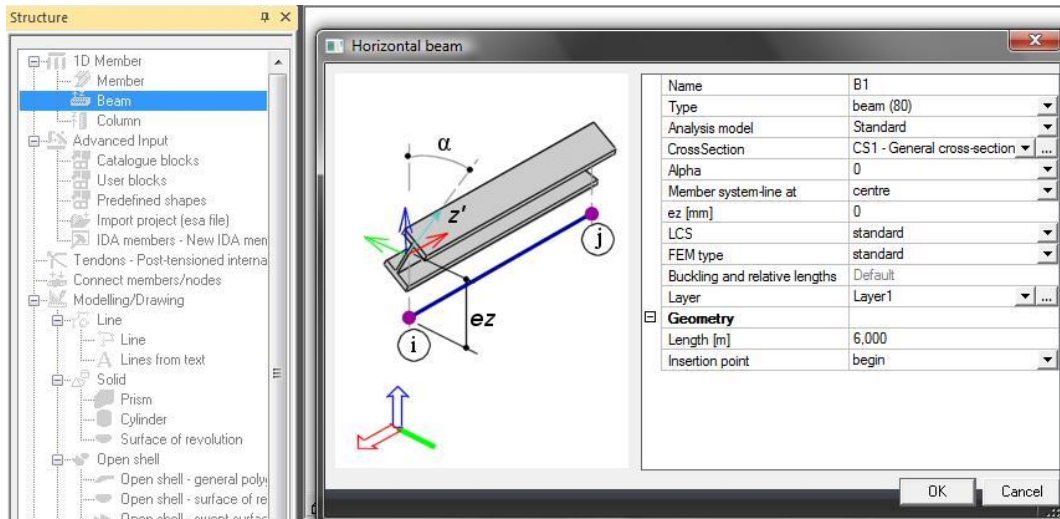 Structure
1D Member
Member
Beam
Column
Advanced Input
Catalogue blocks
User blocks
Predefined shapes
Import project (esa file)
IDA members - New IDA mem
Tendons - Post-tensioned interna
Connect members/nodes
Modelling/Drawing
Line
Line
Lines from text
Solid
Prism
Cylinder
Surface of revolution
Open shell
Open shell - general poly
Open shell - surface of re
Open shell - swept surfac
Horizontal beam
α
z'
ez
i
j
Name B1
Type beam (80)
Analysis model Standard
CrossSection CS1 - General cross-section ...
Alpha 0
Member system-line at centre
ez [mm] 0
LCS standard
FEM type standard
Buckling and relative lengths Default
Layer Layer1 ...
Geometry
Length [m] 6,000
Insertion point begin
OK Cancel